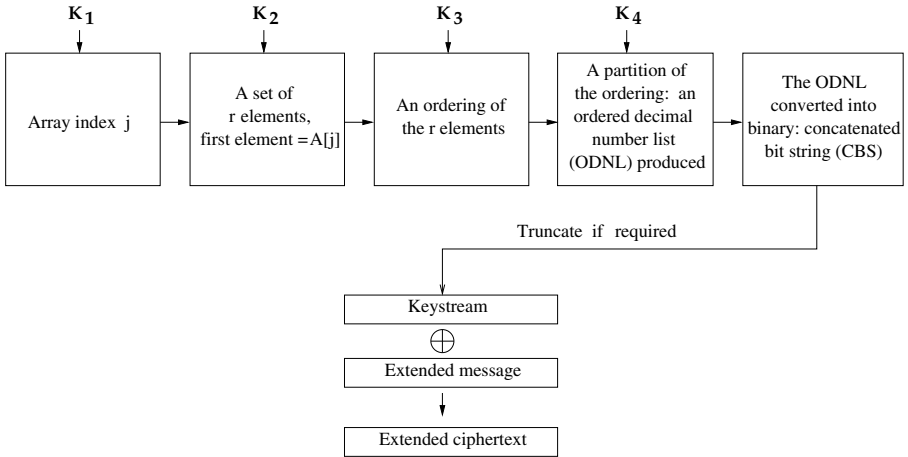 K1
K2
K3
K4
Array index j
A set of
r elements,
first element = A[j]
An ordering of
the r elements
A partition of
the ordering: an
ordered decimal
number list
(ODNL) produced
The ODNL
converted into
binary: concatenated
bit string (CBS)
Truncate if required
Keystream
⊕
Extended message
Extended ciphertext